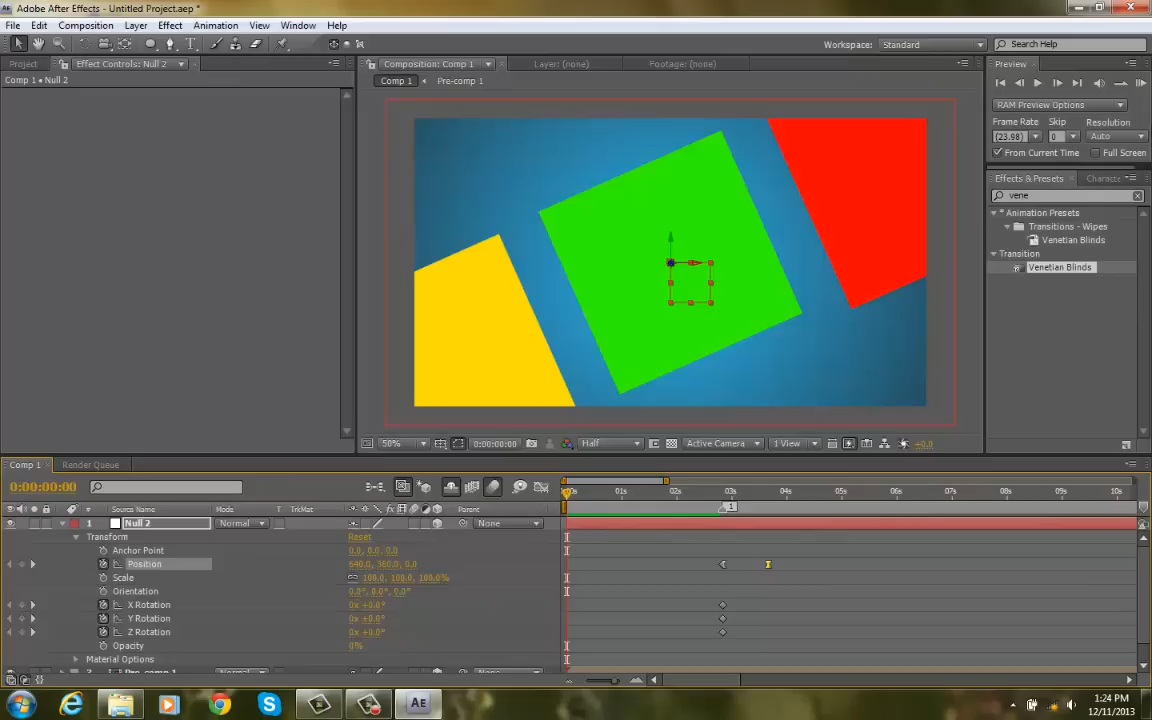 Adobe After Effects - Untitled Project.aep *
File Edit Composition Layer Effect Animation View Window Help
Workspace: Standard Search Help
Project Effect Controls: Null 2 Composition: Comp 1 Layer: (none) Footage: (none) Preview
Comp 1 • Null 2
Comp 1 Pre-comp 1
RAM Preview Options
Frame Rate Skip Resolution
(23.98) 0 Auto
From Current Time Full Screen
Effects & Presets Characte
vene
* Animation Presets
Transitions - Wipes
Venetian Blinds
Transition
Venetian Blinds
50% 0:00:00:00 Half Active Camera 1 View +0.0
Comp 1 Render Queue
0:00:00:00
01s 02s 03s 04s 05s 06s 07s 08s 09s 10s
1
Source Name Mode T TrkMat Parent
1 Null 2 Normal None
Transform Reset
Anchor Point 0.0, 0.0, 0.0
Position 640.0, 360.0, 0.0
Scale 100.0, 100.0, 100.0%
Orientation 0.0°, 0.0°, 0.0°
X Rotation 0x +0.0°
Y Rotation 0x +0.0°
Z Rotation 0x +0.0°
Opacity 0%
Material Options
AE
1:24 PM
12/11/2013